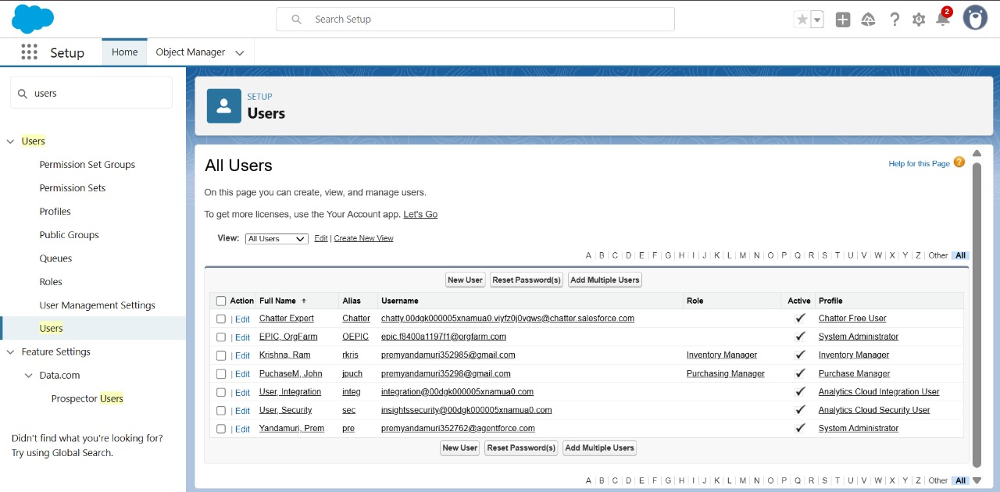 Search Setup
2
Setup
Home
Object Manager
users
Users
Permission Set Groups
Permission Sets
Profiles
Public Groups
Queues
Roles
User Management Settings
Users
Feature Settings
Data.com
Prospector Users
Didn't find what you're looking for?
Try using Global Search.
SETUP
Users
All Users
Help for this Page ?
On this page you can create, view, and manage users.
To get more licenses, use the Your Account app. Let's Go
View: All Users Edit | Create New View
A | B | C | D | E | F | G | H | I | J | K | L | M | N | O | P | Q | R | S | T | U | V | W | X | Y | Z | Other | All
New User Reset Password(s) Add Multiple Users
Action Full Name ↑ Alias Username Role Active Profile
| Edit Chatter Expert Chatter chatty.00dgk000005xnamua0.viyfz0j0vgws@chatter.salesforce.com ✓ Chatter Free User
| Edit EPIC, OrgFarm OEPIC epic.f8400a1197f1@orgfarm.com ✓ System Administrator
| Edit Krishna, Ram rkris premyandamuri352985@gmail.com Inventory Manager ✓ Inventory Manager
| Edit PuchaseM, John jpuch premyandamuri35298@gmail.com Purchasing Manager ✓ Purchase Manager
| Edit User, Integration integ integration@00dgk000005xnamua0.com ✓ Analytics Cloud Integration User
| Edit User, Security sec insightssecurity@00dgk000005xnamua0.com ✓ Analytics Cloud Security User
| Edit Yandamuri, Prem pre premyandamuri352762@agentforce.com ✓ System Administrator
New User Reset Password(s) Add Multiple Users
A | B | C | D | E | F | G | H | I | J | K | L | M | N | O | P | Q | R | S | T | U | V | W | X | Y | Z | Other | All